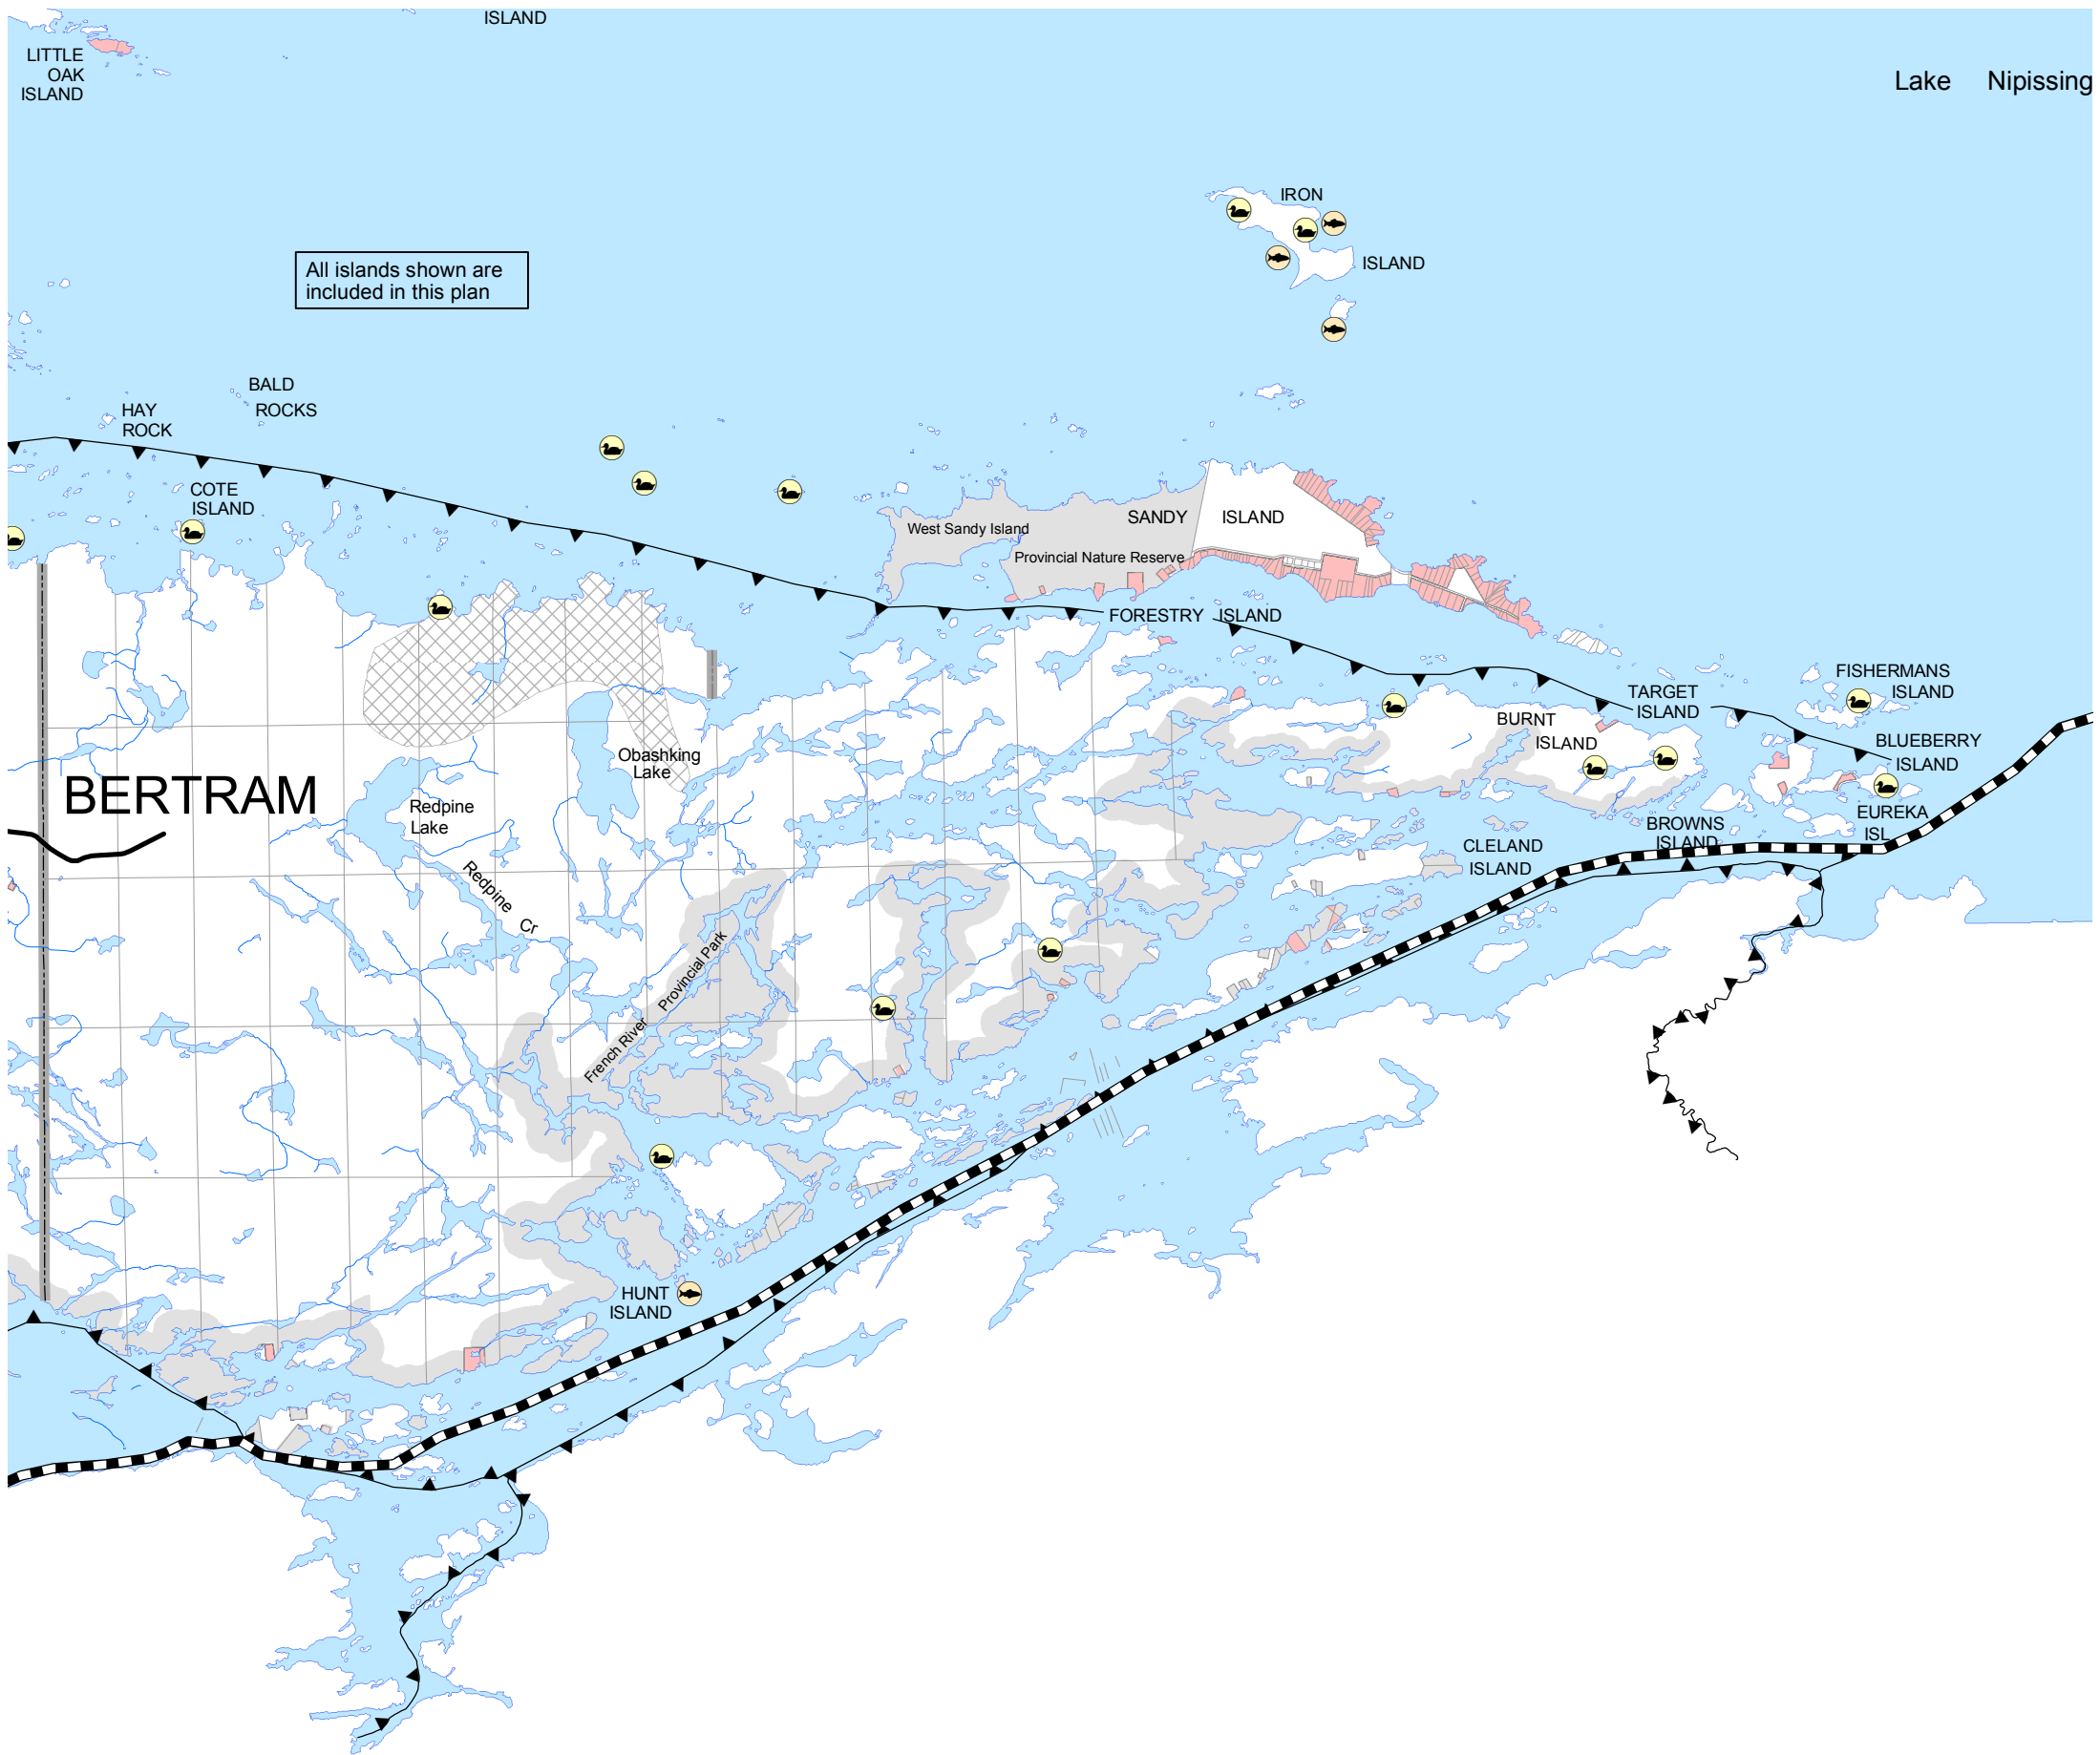 ISLAND
LITTLE
OAK
ISLAND
Lake Nipissing
IRON
ISLAND
All islands shown are
included in this plan
BALD
ROCKS
HAY
ROCK
COTE
ISLAND
SANDY ISLAND
West Sandy Island
Provincial Nature Reserve
FORESTRY ISLAND
FISHERMANS
ISLAND
TARGET
ISLAND
BURNT
ISLAND
BLUEBERRY
ISLAND
Obashking
Lake
BERTRAM
Redpine
Lake
EUREKA
ISL
BROWNS
ISLAND
CLELAND
ISLAND
Redpine Cr
French River Provincial Park
HUNT
ISLAND